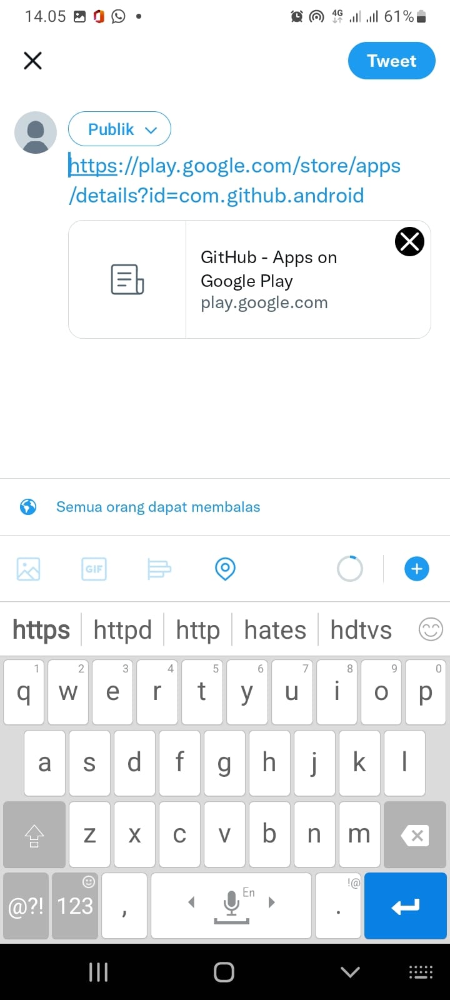 14.05
4G 61%
Tweet
Publik
https://play.google.com/store/apps
/details?id=com.github.android
GitHub - Apps on
Google Play
play.google.com
Semua orang dapat membalas
GIF
https httpd http hates hdtvs
1 2 3 4 5 6 7 8 9 0
q w e r t y u i o p
a s d f g h j k l
z x c v b n m
@?! 123 , En . !@